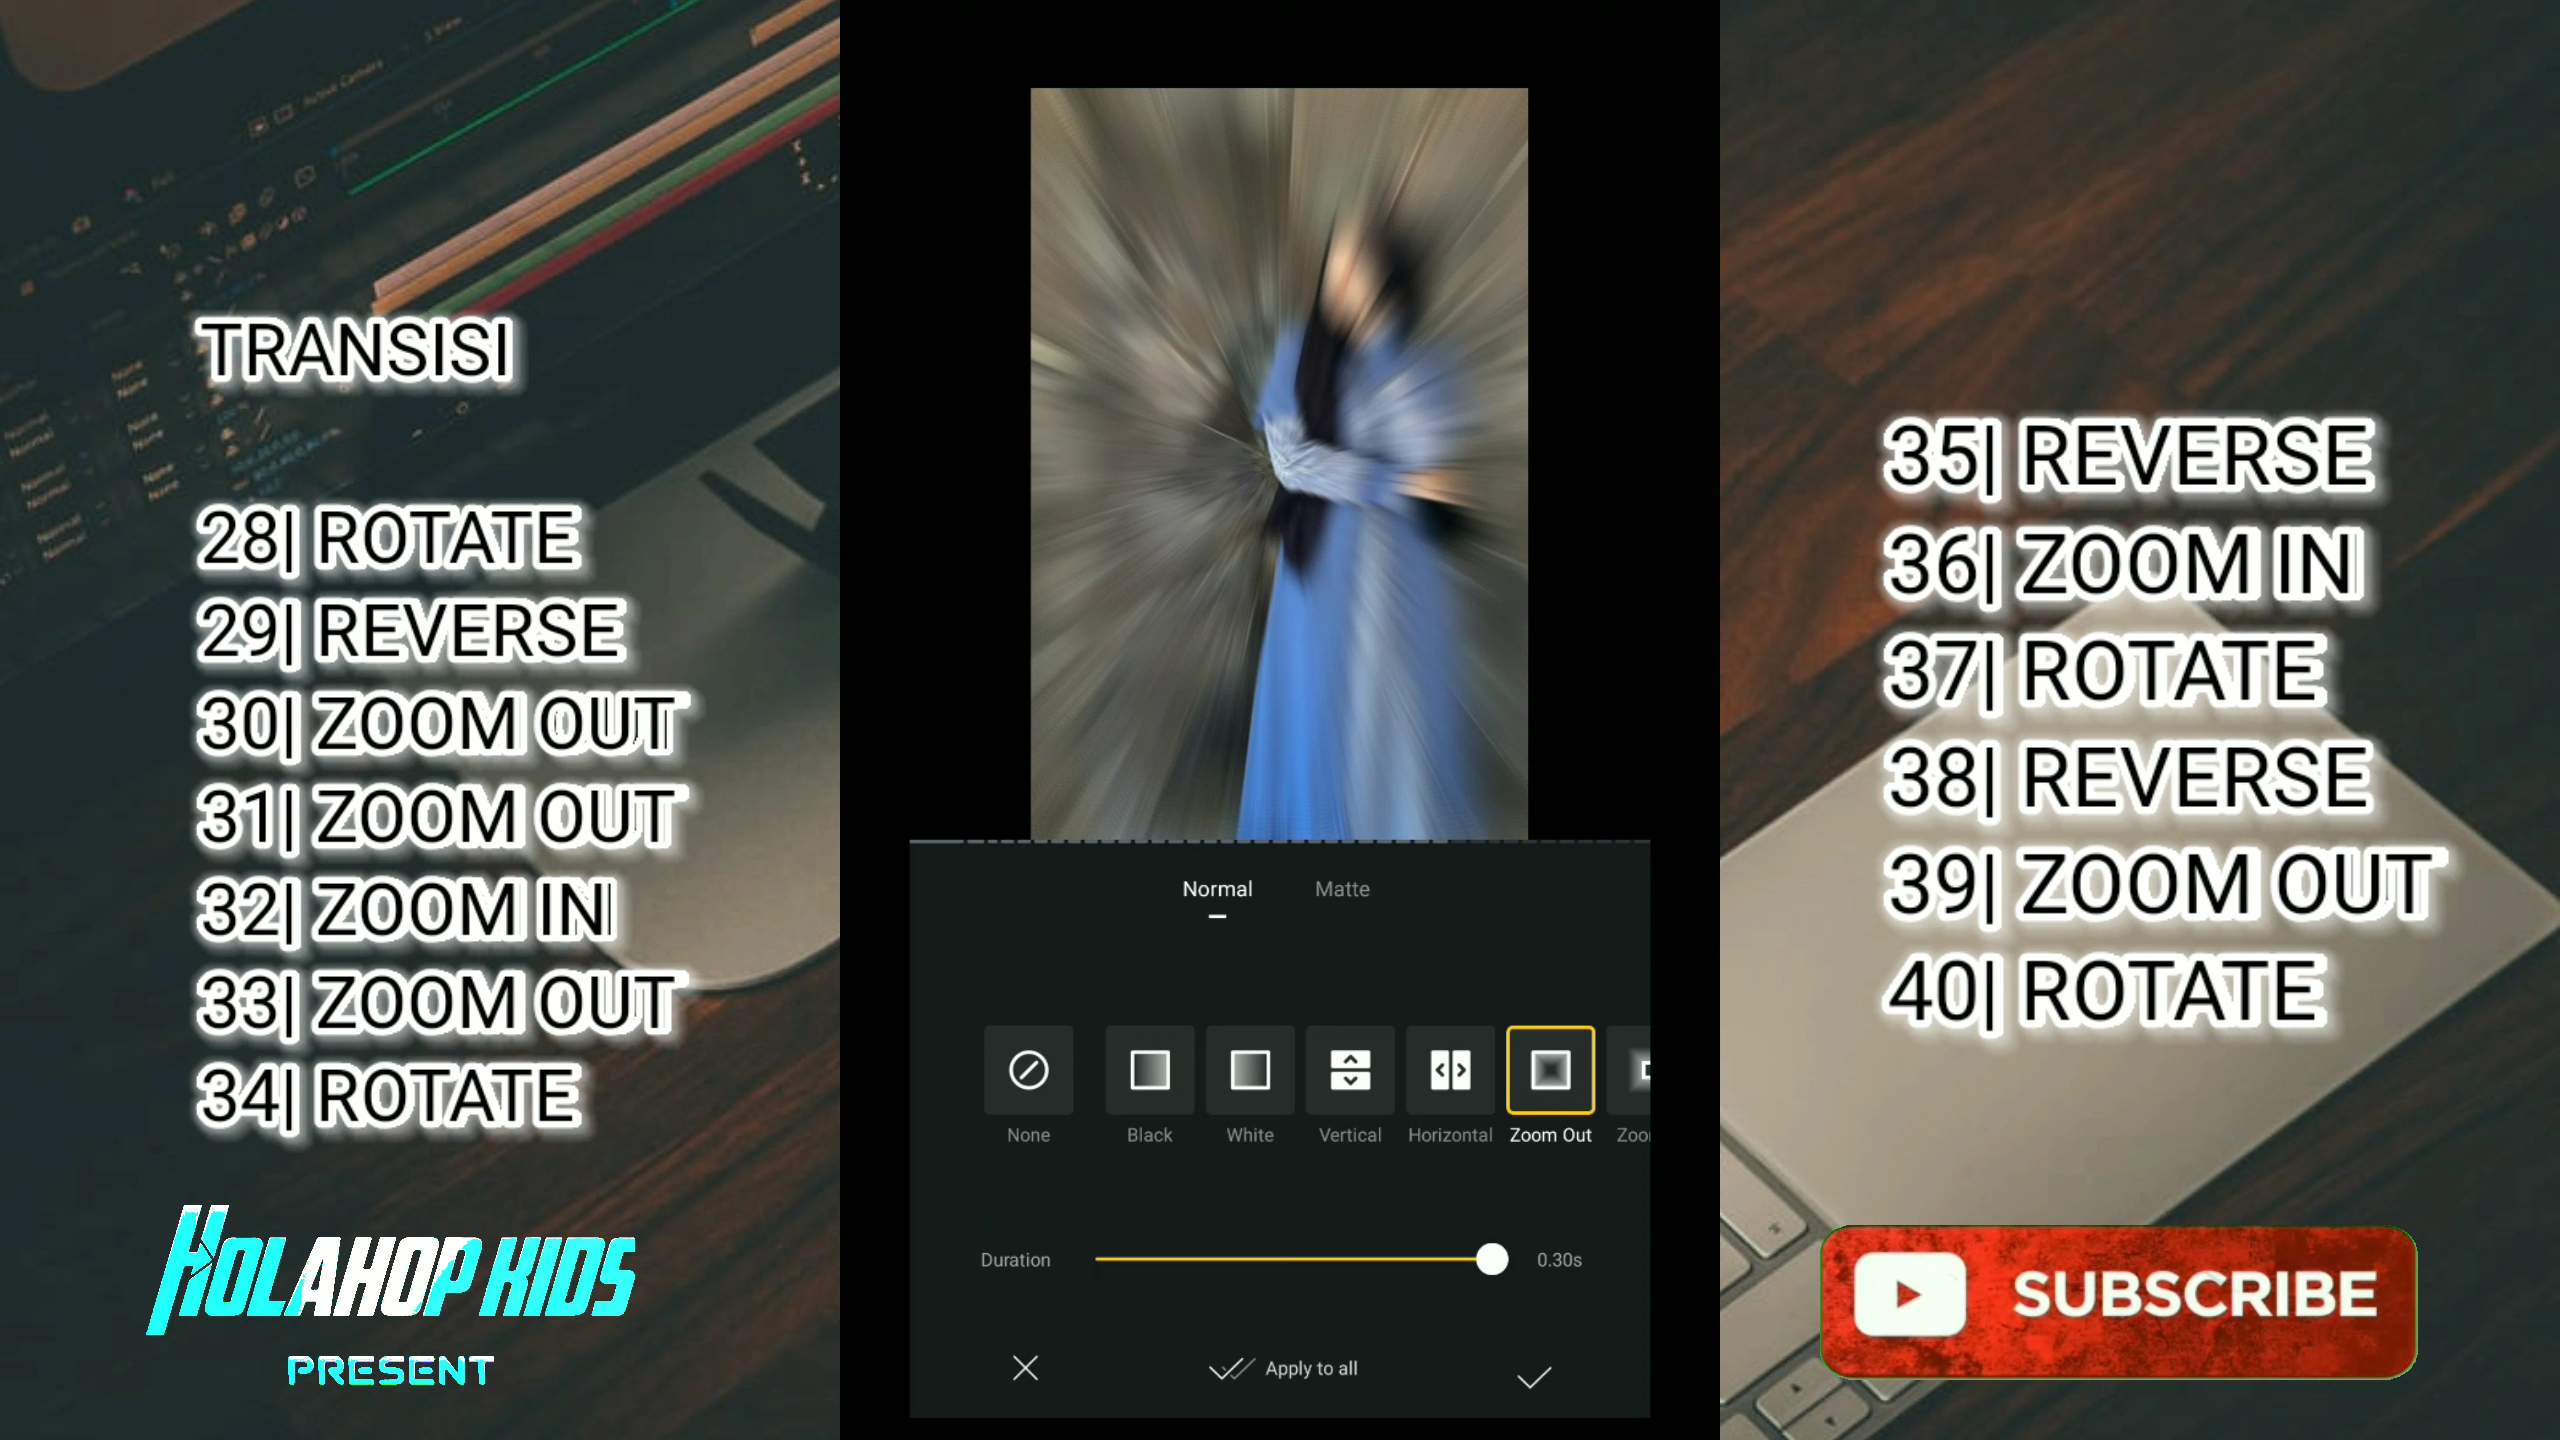 TRANSISI
28| ROTATE
29| REVERSE
30| ZOOM OUT
31| ZOOM OUT
32| ZOOM IN
33| ZOOM OUT
34| ROTATE
HOLAHOP KIDS
PRESENT
Normal Matte
None Black White Vertical Horizontal Zoom Out
Duration 0.30s
Apply to all
35| REVERSE
36| ZOOM IN
37| ROTATE
38| REVERSE
39| ZOOM OUT
40| ROTATE
SUBSCRIBE